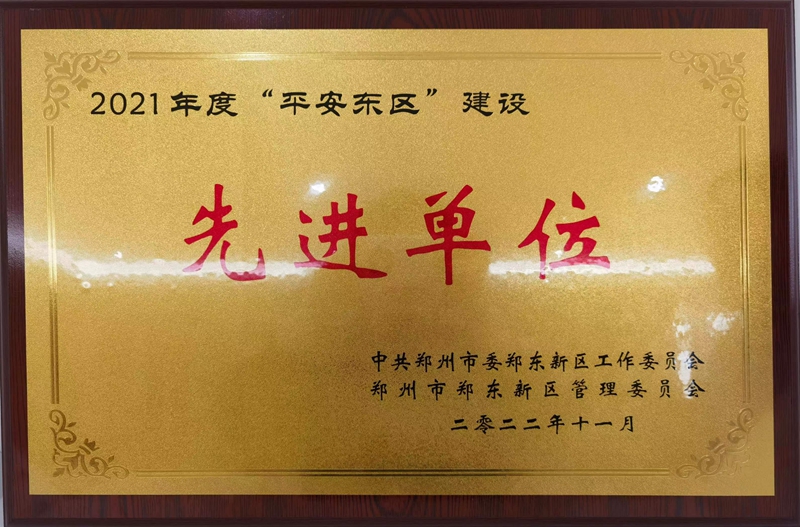 2021年度“平安东区”建设
先进单位
中共郑州市委郑东新区工作委员会
郑州市郑东新区管理委员会
二零二二年十一月